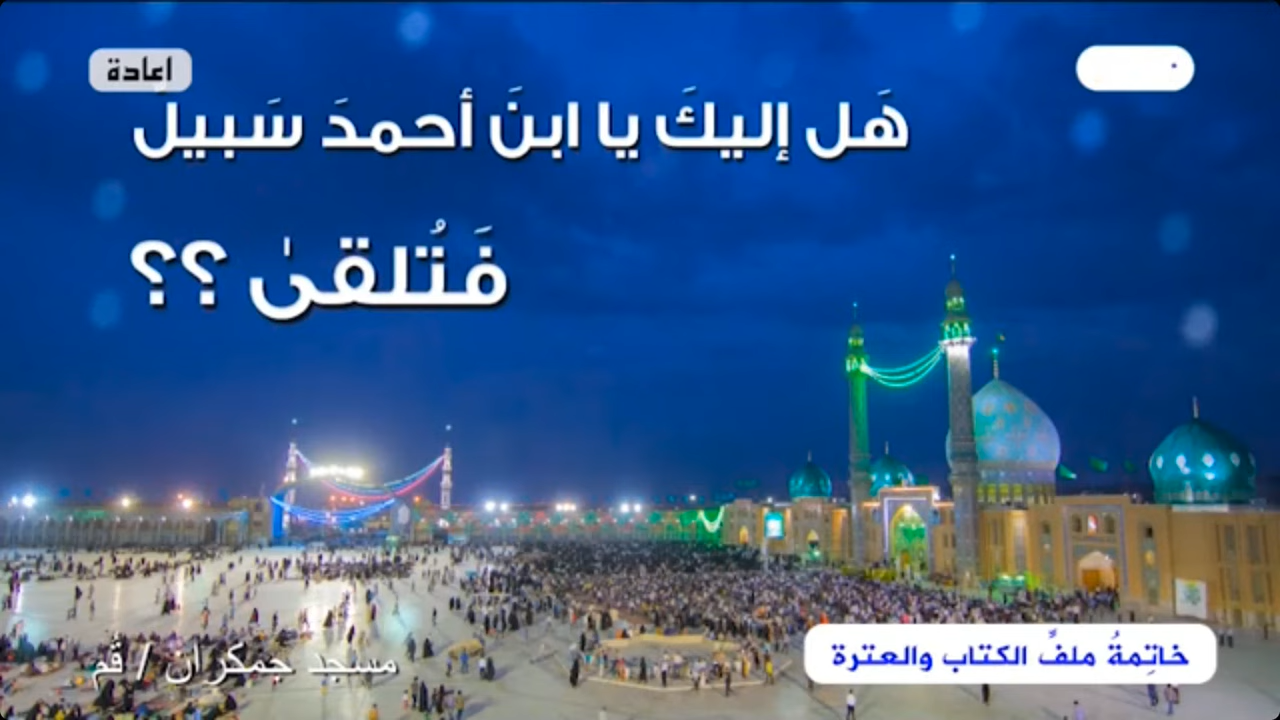 اعادة
هَل إليكَ يا ابنَ أحمدَ سَبيل
فَتُلقىٰ ؟؟
مسجد جمكران / قُم
خاتِمةُ ملفِّ الكتاب والعترة